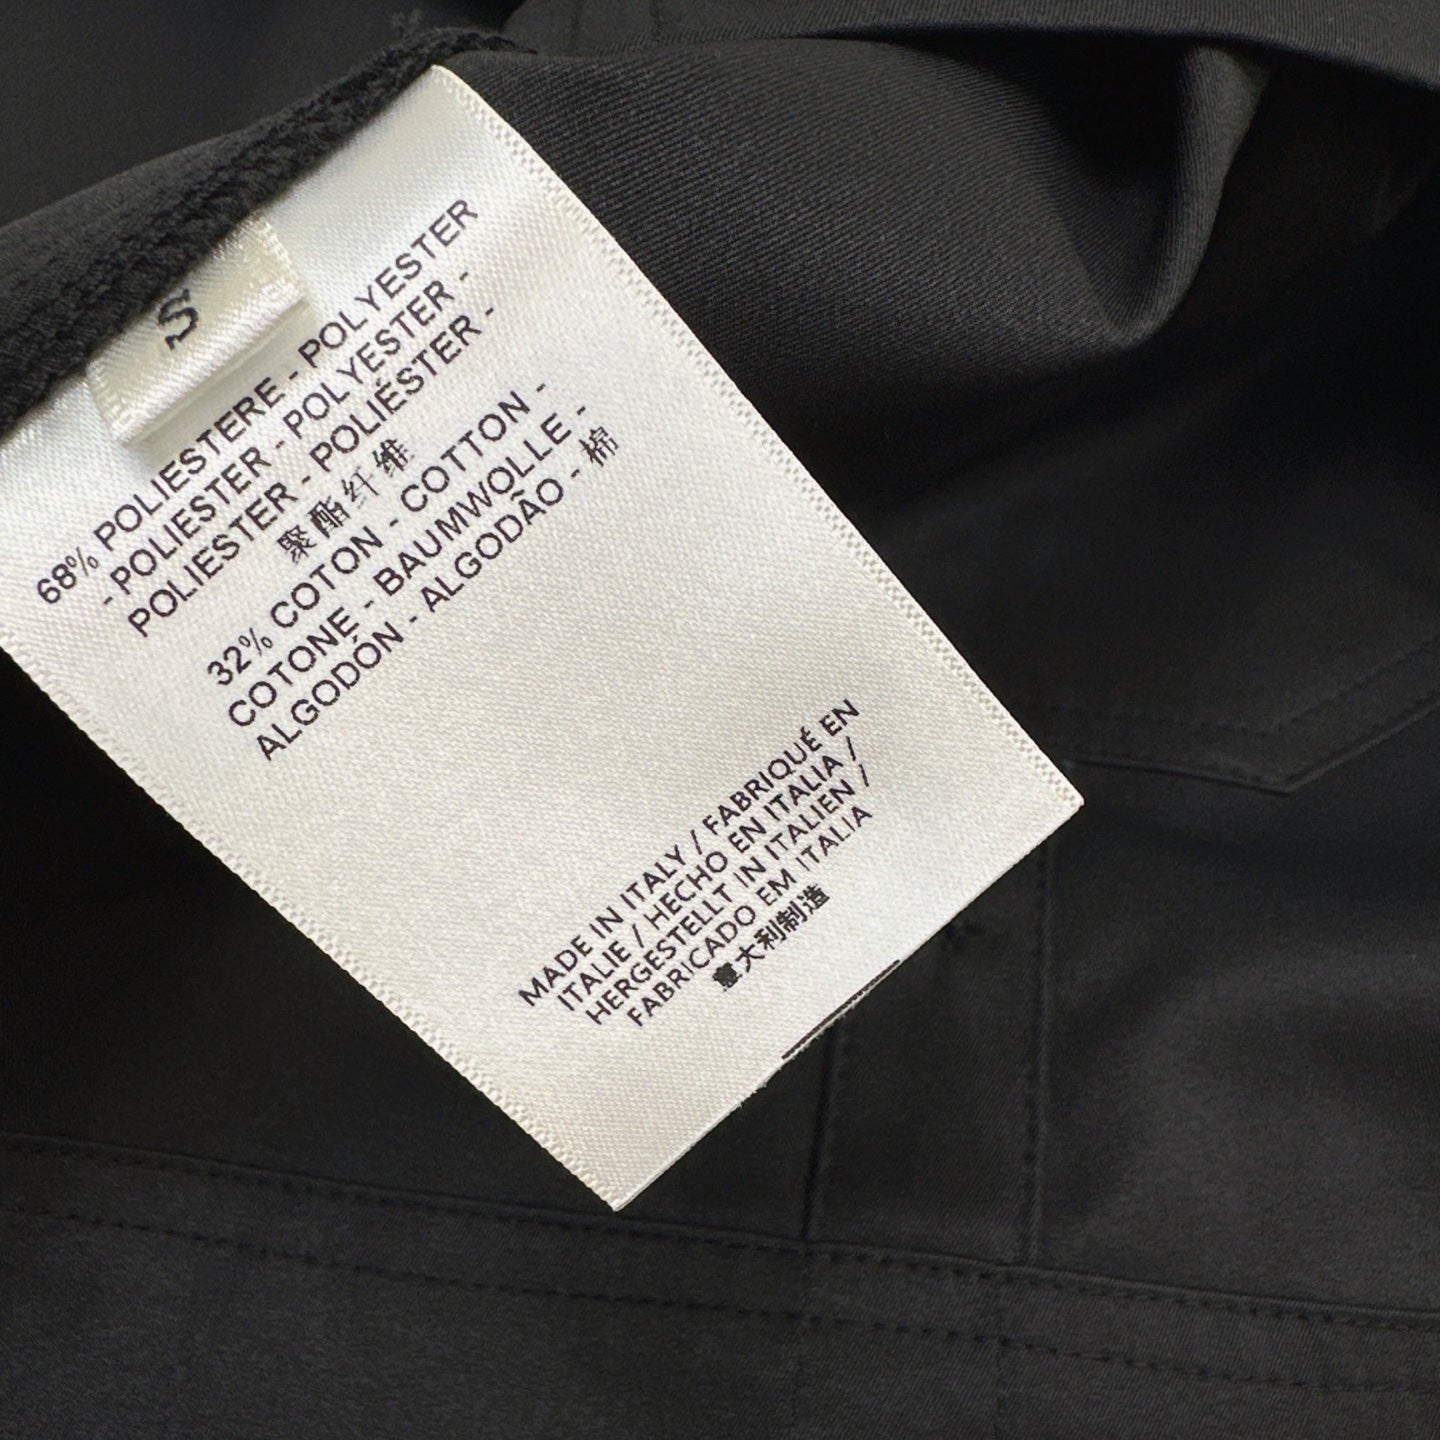 S
68% POLIESTERE - POLYESTER
- POLYESTER - POLYESTER -
POLIESTER - POLIÉSTER -
聚酯纤维
32% COTON - COTTON -
COTONE - BAUMWOLLE -
ALGODÓN - ALGODÃO - 棉
MADE IN ITALY / FABRIQUÉ EN
ITALIE / HECHO EN ITALIA /
HERGESTELLT IN ITALIEN /
FABRICADO EM ITALIA
意大利制造